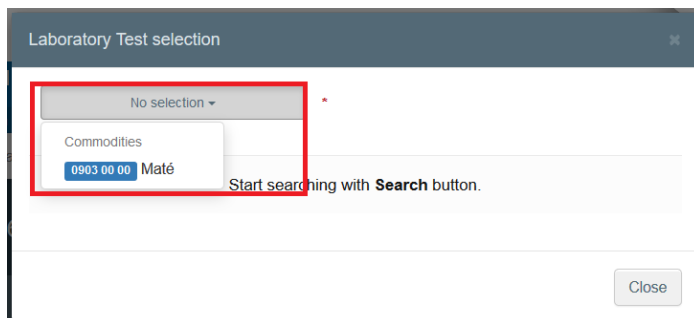 Laboratory Test selection ×
No selection
*
Commodities
0903 00 00 Maté
Start searching with Search button.
Close